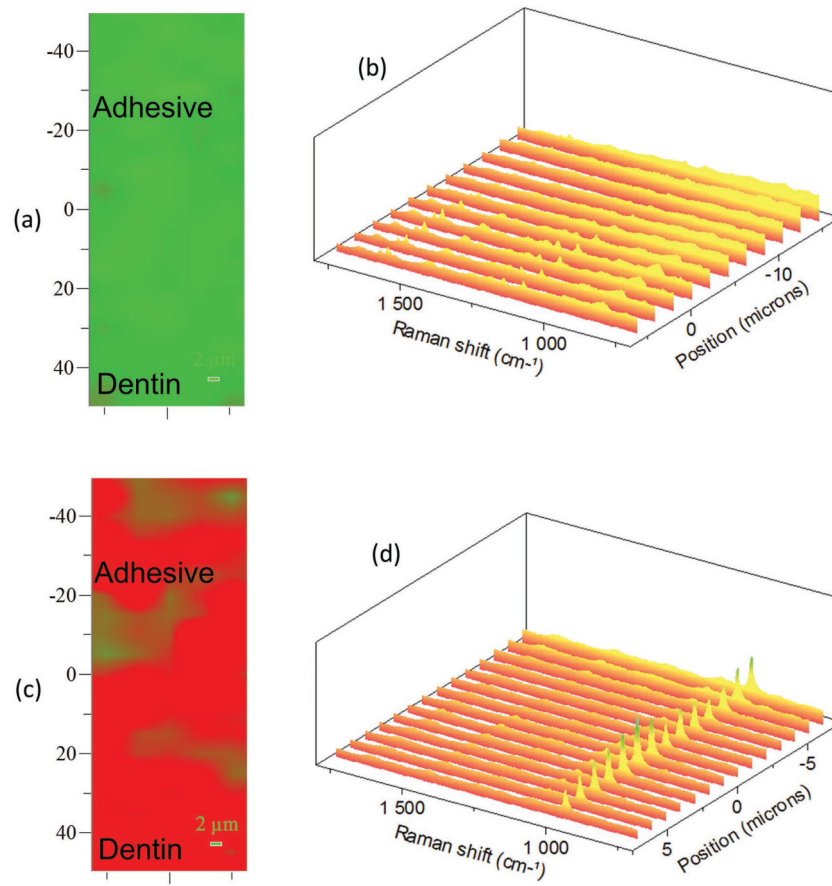 (a)
-40
Adhesive
-20
0
20
2 μm
40
Dentin
(b)
1 500
Raman shift (cm-¹)
1 000
0
-10
Position (microns)
(c)
-40
Adhesive
-20
0
20
2 μm
40
Dentin
(d)
1 500
Raman shift (cm-¹)
1 000
5
0
-5
Position (microns)